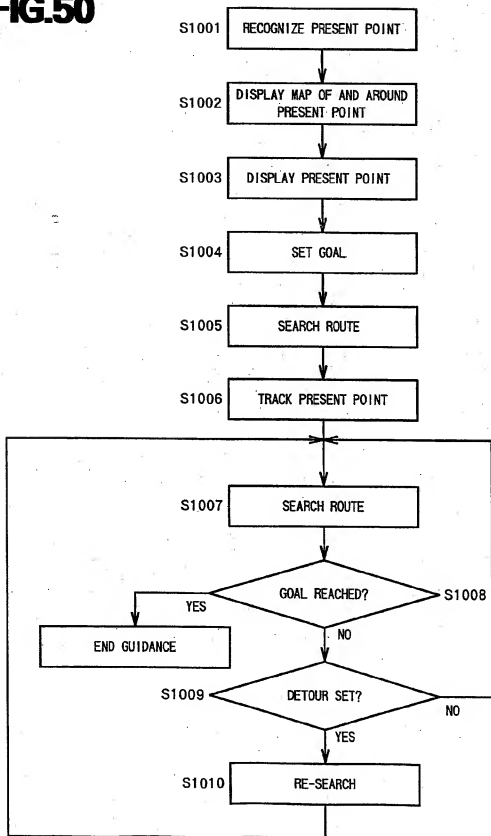 FIG.50
S1001 RECOGNIZE PRESENT POINT
S1002 DISPLAY MAP OF AND AROUND
PRESENT POINT
S1003 DISPLAY PRESENT POINT
S1004 SET GOAL
S1005 SEARCH ROUTE
S1006 TRACK PRESENT POINT
S1007 SEARCH ROUTE
GOAL REACHED? S1008
YES
NO
END GUIDANCE
S1009 DETOUR SET?
NO
YES
S1010 RE-SEARCH